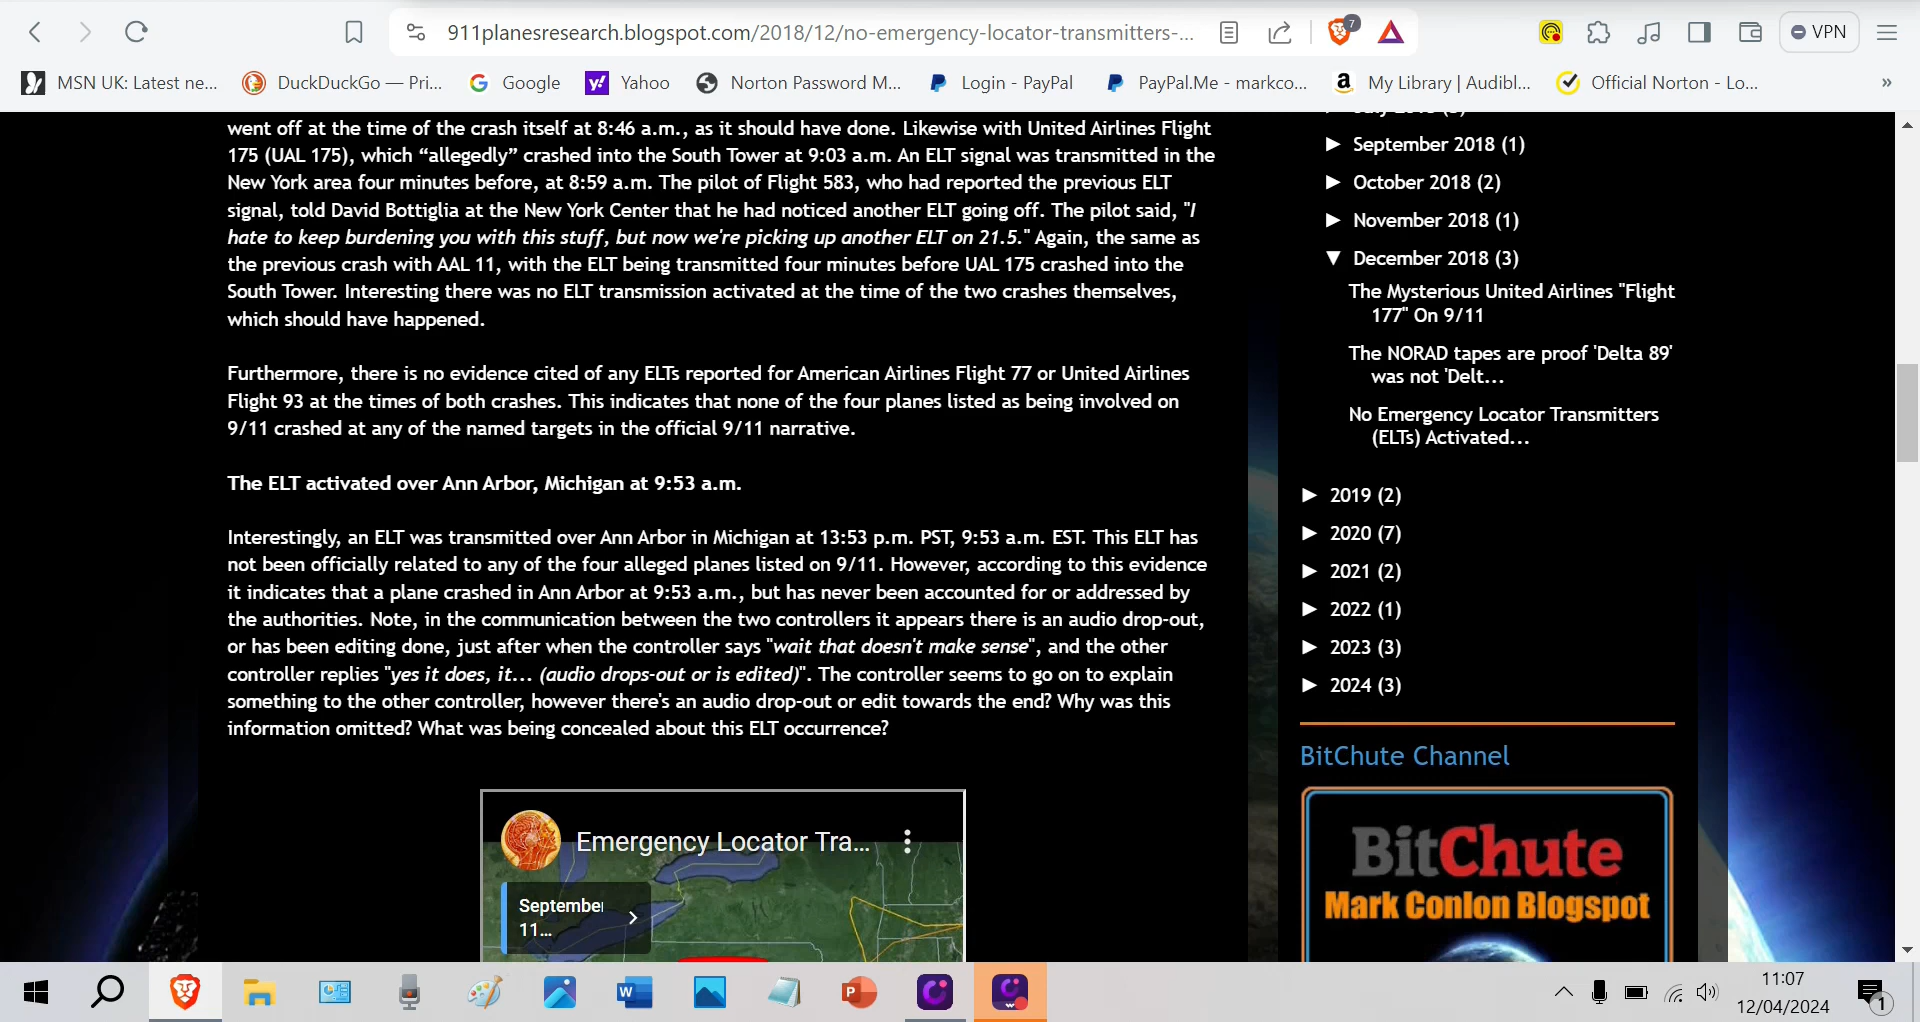 911planesresearch.blogspot.com/2018/12/no-emergency-locator-transmitters-...
7
VPN
MSN UK: Latest ne...
DuckDuckGo — Pri...
Google
Yahoo
Norton Password M...
Login - PayPal
PayPal.Me - markco...
My Library | Audibl...
Official Norton - Lo...
»
went off at the time of the crash itself at 8:46 a.m., as it should have done. Likewise with United Airlines Flight
175 (UAL 175), which “allegedly” crashed into the South Tower at 9:03 a.m. An ELT signal was transmitted in the
New York area four minutes before, at 8:59 a.m. The pilot of Flight 583, who had reported the previous ELT
signal, told David Bottiglia at the New York Center that he had noticed another ELT going off. The pilot said, "I
hate to keep burdening you with this stuff, but now we're picking up another ELT on 21.5." Again, the same as
the previous crash with AAL 11, with the ELT being transmitted four minutes before UAL 175 crashed into the
South Tower. Interesting there was no ELT transmission activated at the time of the two crashes themselves,
which should have happened.
Furthermore, there is no evidence cited of any ELTs reported for American Airlines Flight 77 or United Airlines
Flight 93 at the times of both crashes. This indicates that none of the four planes listed as being involved on
9/11 crashed at any of the named targets in the official 9/11 narrative.
The ELT activated over Ann Arbor, Michigan at 9:53 a.m.
Interestingly, an ELT was transmitted over Ann Arbor in Michigan at 13:53 p.m. PST, 9:53 a.m. EST. This ELT has
not been officially related to any of the four alleged planes listed on 9/11. However, according to this evidence
it indicates that a plane crashed in Ann Arbor at 9:53 a.m., but has never been accounted for or addressed by
the authorities. Note, in the communication between the two controllers it appears there is an audio drop-out,
or has been editing done, just after when the controller says "wait that doesn't make sense", and the other
controller replies "yes it does, it... (audio drops-out or is edited)". The controller seems to go on to explain
something to the other controller, however there's an audio drop-out or edit towards the end? Why was this
information omitted? What was being concealed about this ELT occurrence?
Emergency Locator Tra...
September
11...
► September 2018 (1)
► October 2018 (2)
► November 2018 (1)
▼ December 2018 (3)
The Mysterious United Airlines "Flight
177" On 9/11
The NORAD tapes are proof 'Delta 89'
was not 'Delt...
No Emergency Locator Transmitters
(ELTs) Activated...
► 2019 (2)
► 2020 (7)
► 2021 (2)
► 2022 (1)
► 2023 (3)
► 2024 (3)
BitChute Channel
BitChute
Mark Conlon Blogspot
11:07
12/04/2024
1